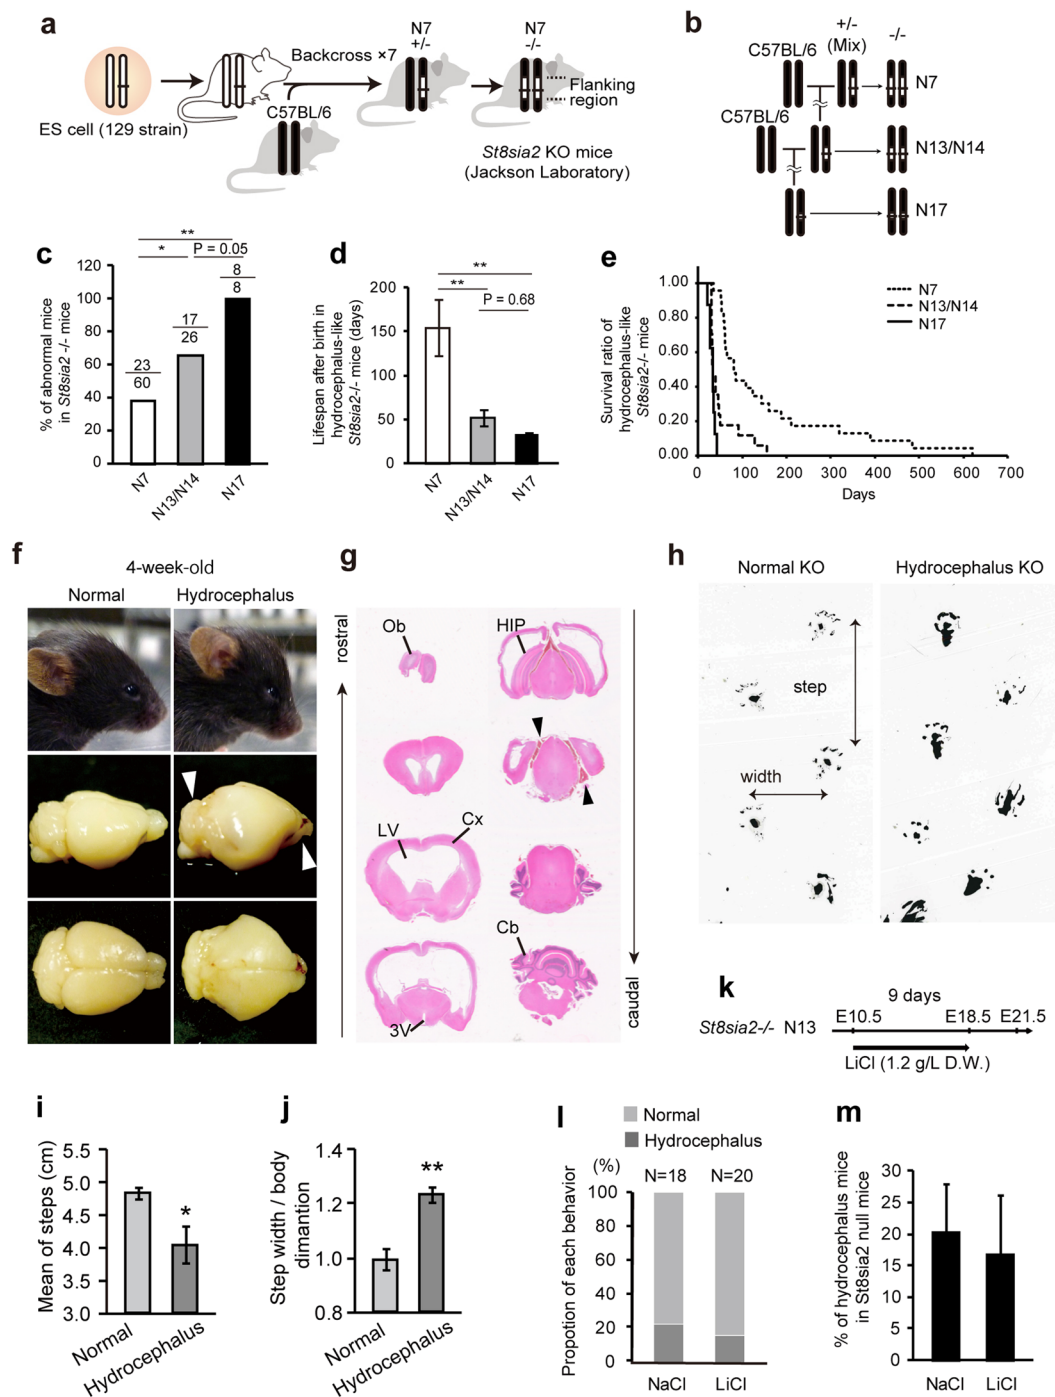 a
N7
+/-
N7
-/-
Backcross ×7
Flanking
region
C57BL/6
ES cell (129 strain)
St8sia2 KO mice
(Jackson Laboratory)
b
+/-
(Mix)
-/-
C57BL/6
N7
C57BL/6
N13/N14
N17
c
**
*
P = 0.05
% of abnormal mice
in St8sia2 -/- mice
120
100
80
60
40
20
0
23
60
17
26
8
8
N7
N13/N14
N17
d
**
**
P = 0.68
Lifespan after birth in
hydrocephalus-like
St8sia2-/- mice (days)
200
150
100
50
0
N7
N13/N14
N17
e
Survival ratio of
hydrocephalus-like
St8sia2-/- mice
1.00
0.80
0.60
0.40
0.20
0.00
N7
N13/N14
N17
0
100
200
300
400
500
600
700
Days
f
4-week-old
Normal
Hydrocephalus
g
rostral
Ob
HIP
LV
Cx
Cb
3V
caudal
h
Normal KO
Hydrocephalus KO
step
width
k
9 days
St8sia2-/- N13
E10.5
E18.5
E21.5
LiCl (1.2 g/L D.W.)
i
Mean of steps (cm)
5.5
5.0
4.5
4.0
3.5
3.0
*
Normal
Hydrocephalus
j
Step width / body
dimantion
1.4
1.2
1.0
0.8
**
Normal
Hydrocephalus
l
Normal
Hydrocephalus
(%)
N=18
N=20
Propotion of each behavior
100
80
60
40
20
0
NaCl
LiCl
m
% of hydrocephalus mice
in St8sia2 null mice
30
25
20
15
10
5
0
NaCl
LiCl